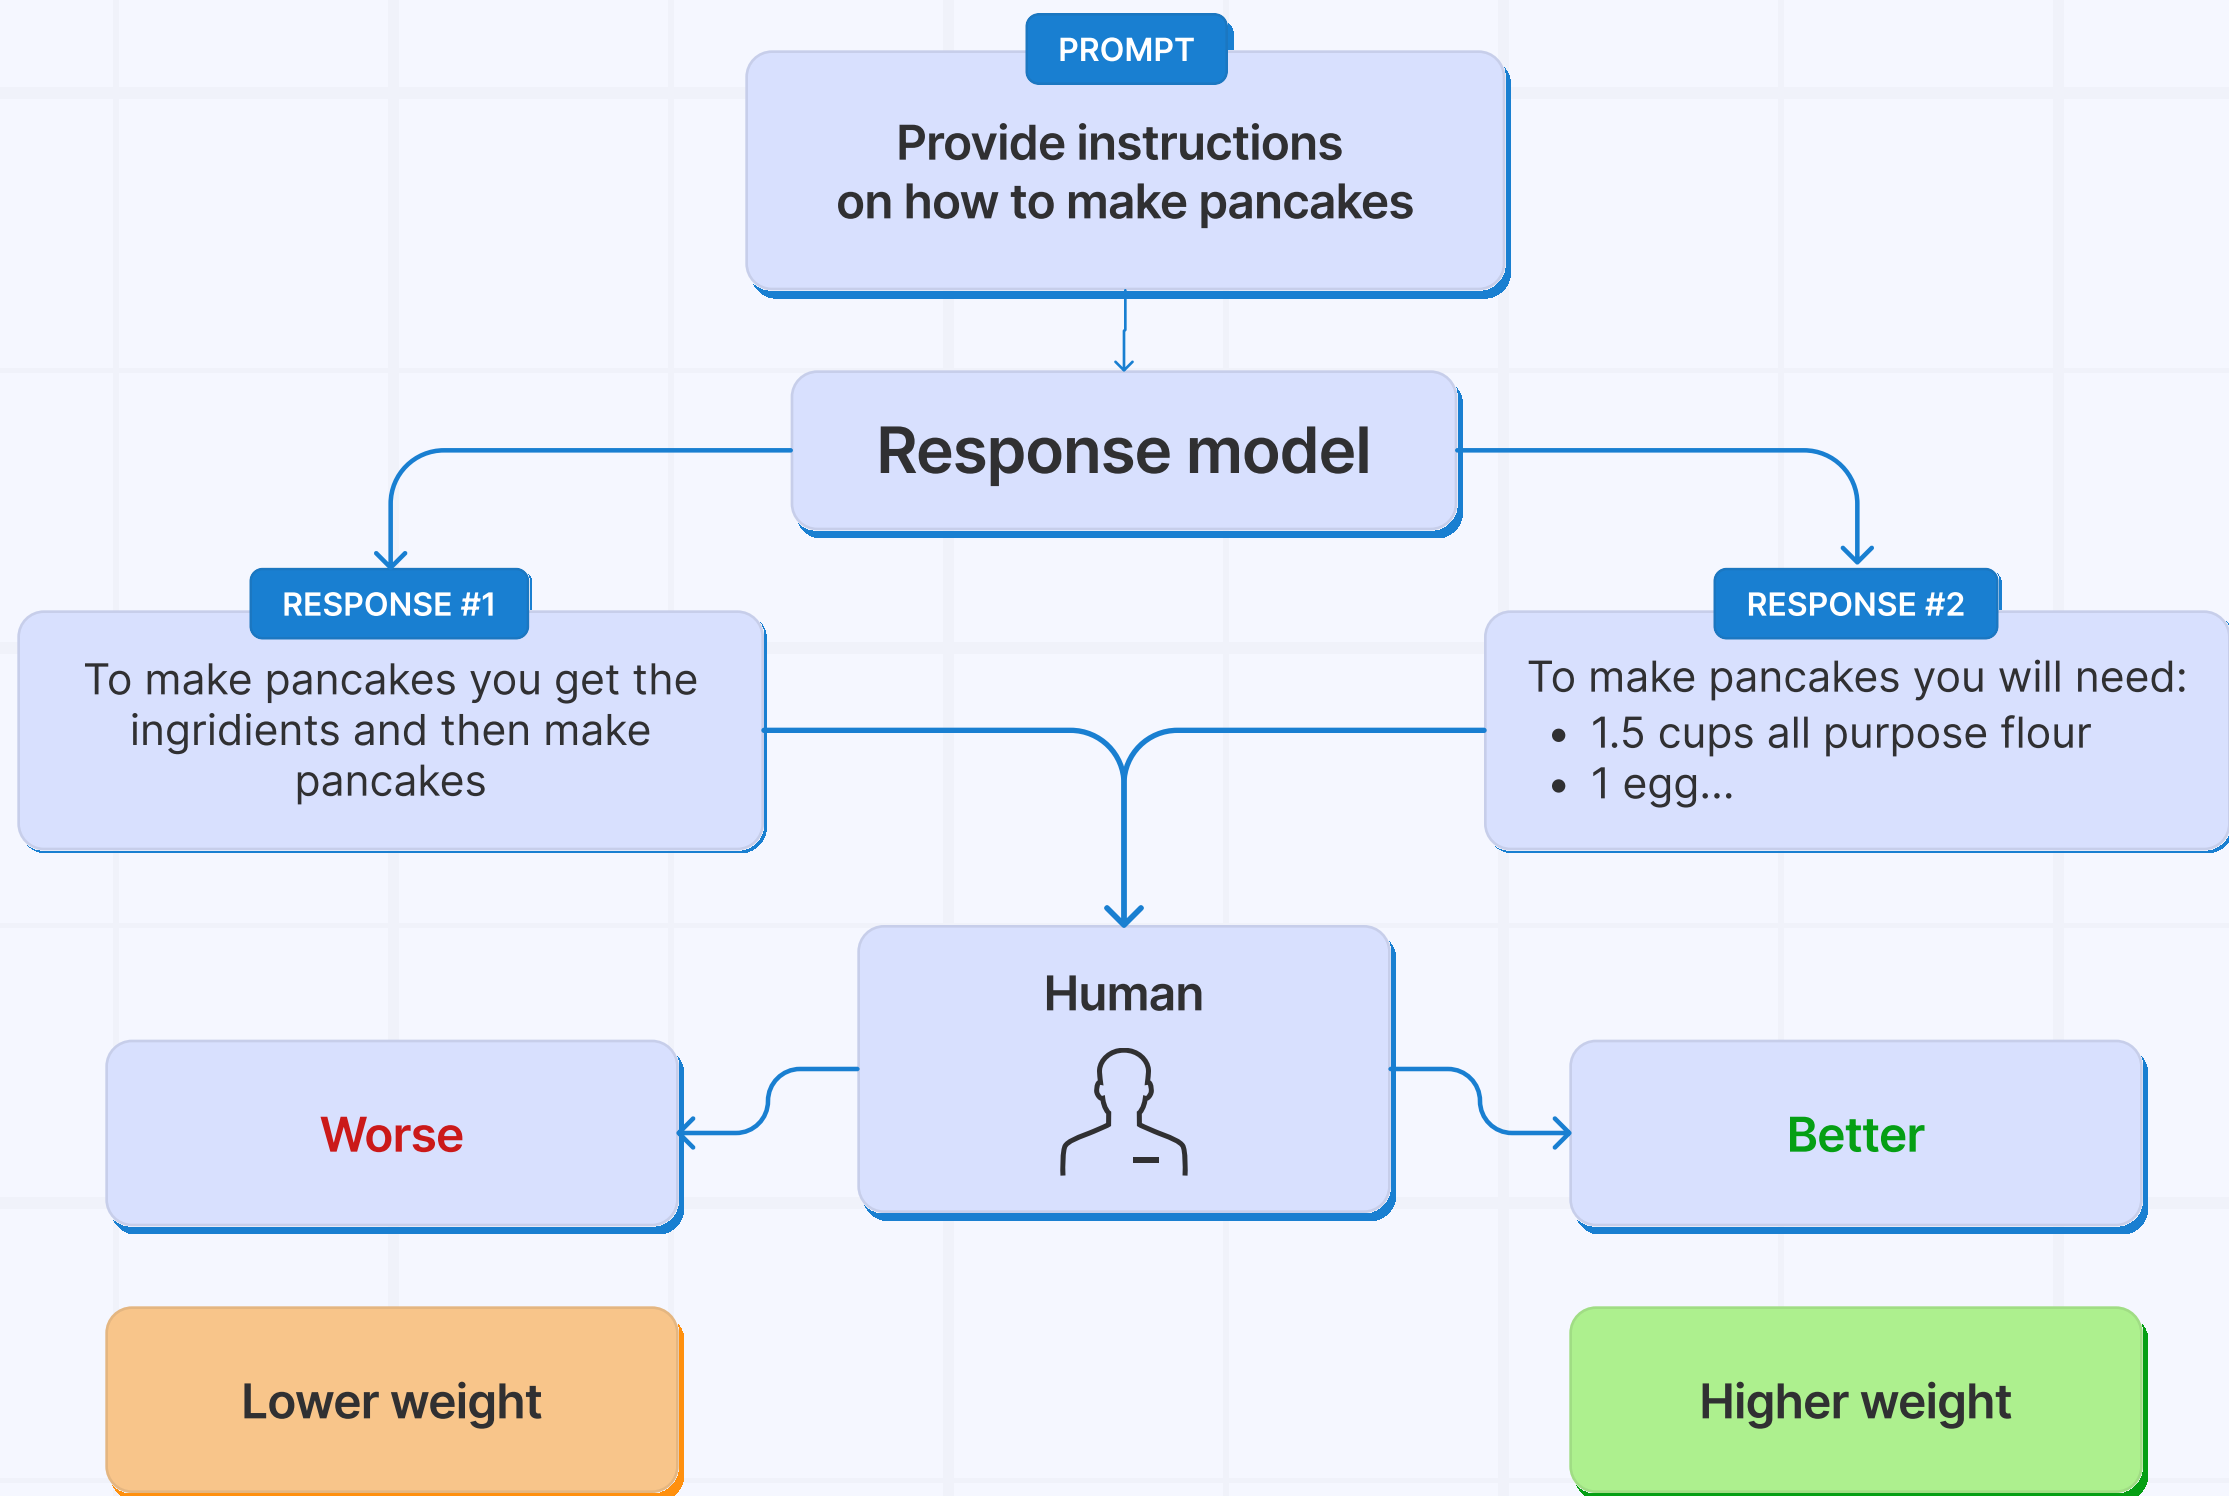 PROMPT
Provide instructions
on how to make pancakes
Response model
RESPONSE #1
To make pancakes you get the
ingridients and then make
pancakes
RESPONSE #2
To make pancakes you will need:
• 1.5 cups all purpose flour
• 1 egg...
Human
Worse
Better
Lower weight
Higher weight